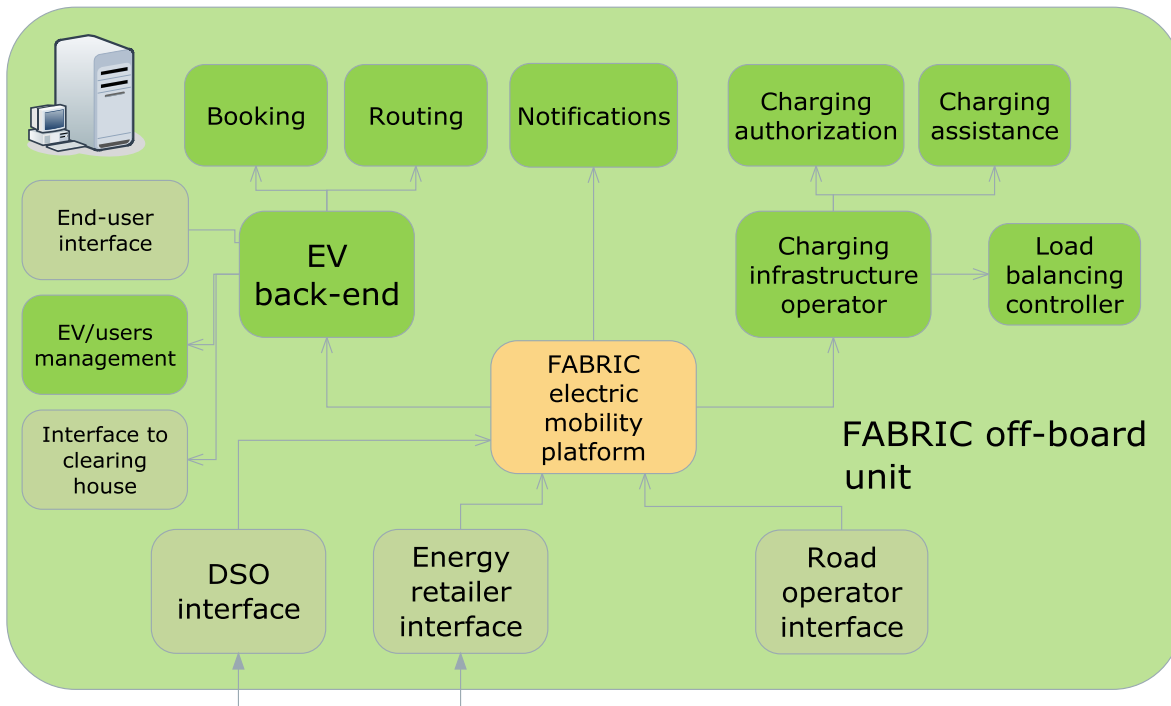 Booking
Routing
Notifications
Charging
authorization
Charging
assistance
End-user
interface
EV
back-end
Charging
infrastructure
operator
Load
balancing
controller
EV/users
management
FABRIC
electric
mobility
platform
Interface to
clearing
house
FABRIC off-board
unit
DSO
interface
Energy
retailer
interface
Road
operator
interface